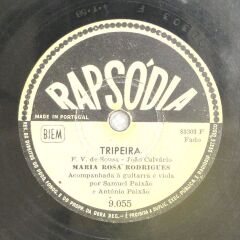 RAPSÓDIA
MADE IN PORTUGAL
BIEM
83303 F
Fado
TRIPEIRA
F. V. de Sousa - João Calvário
MARIA ROSA RODRIGUES
Acompanhada à guitarra e viola
por Samuel Paixão
e António Paixão
9.055